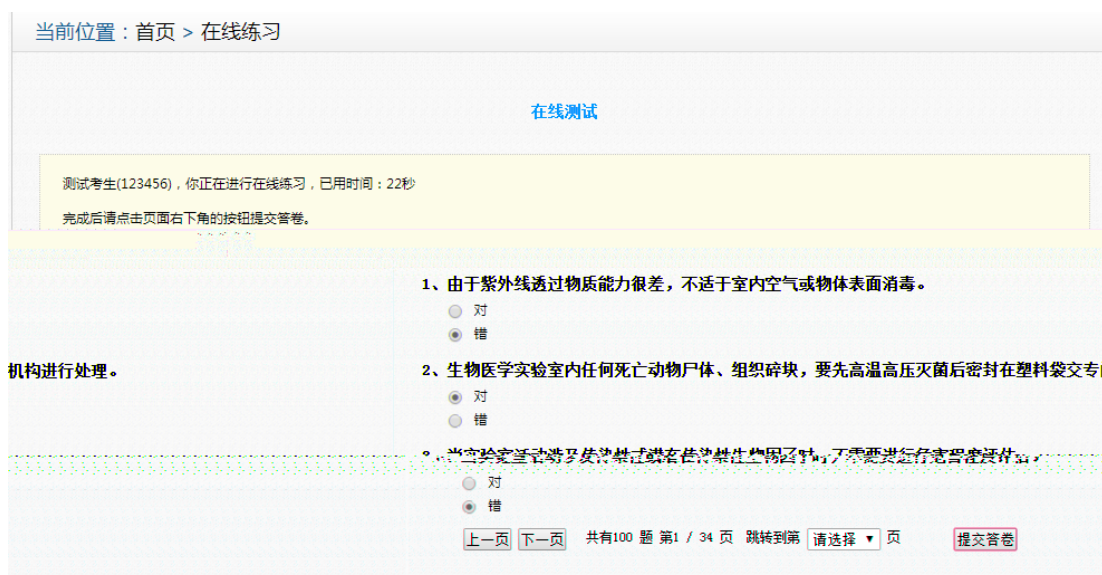 当前位置：首页 > 在线练习
在线测试
测试考生(123456)，你正在进行在线练习，已用时间：22秒
完成后请点击页面右下角的按钮提交答卷。
1、由于紫外线透过物质能力很差，不适于室内空气或物体表面消毒。
对
错
机构进行处理。
2、生物医学实验室内任何死亡动物尸体、组织碎块，要先高温高压灭菌后密封在塑料袋交专
对
错
对
错
上一页 下一页 共有100 题 第1 / 34 页 跳转到第 请选择 页 提交答卷